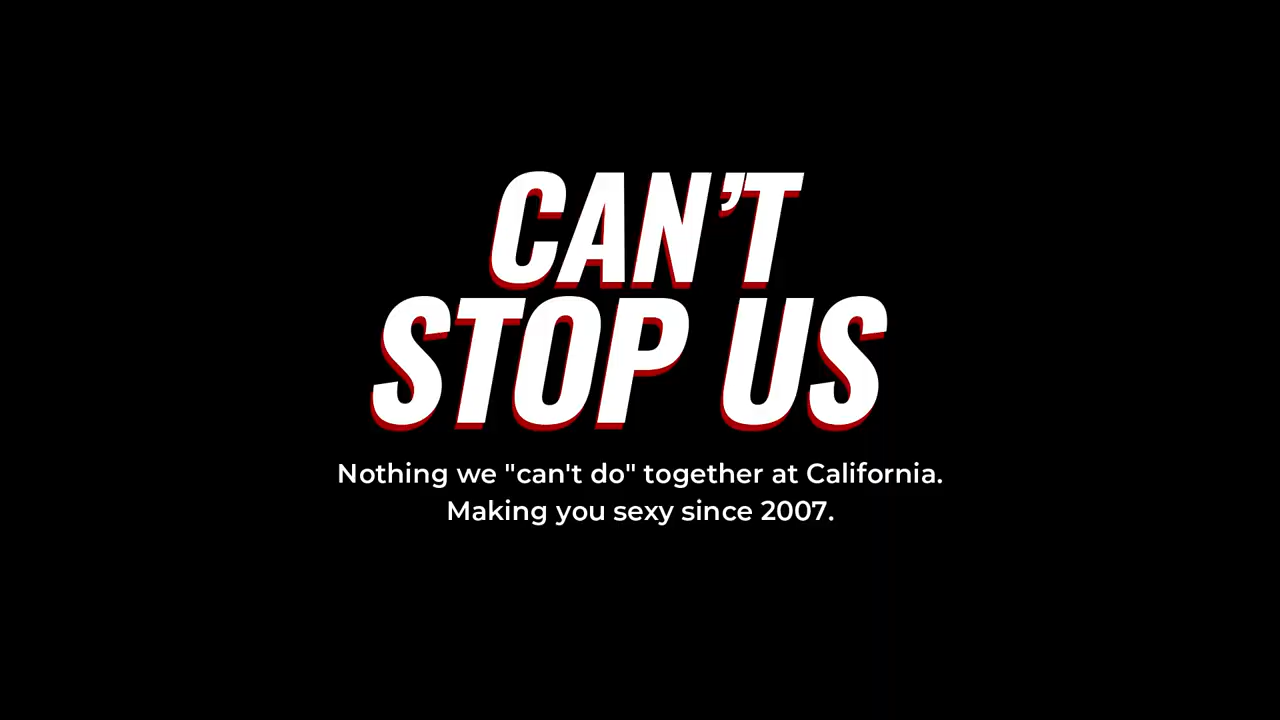 CAN’T
STOP US
Nothing we "can't do" together at California.
Making you sexy since 2007.